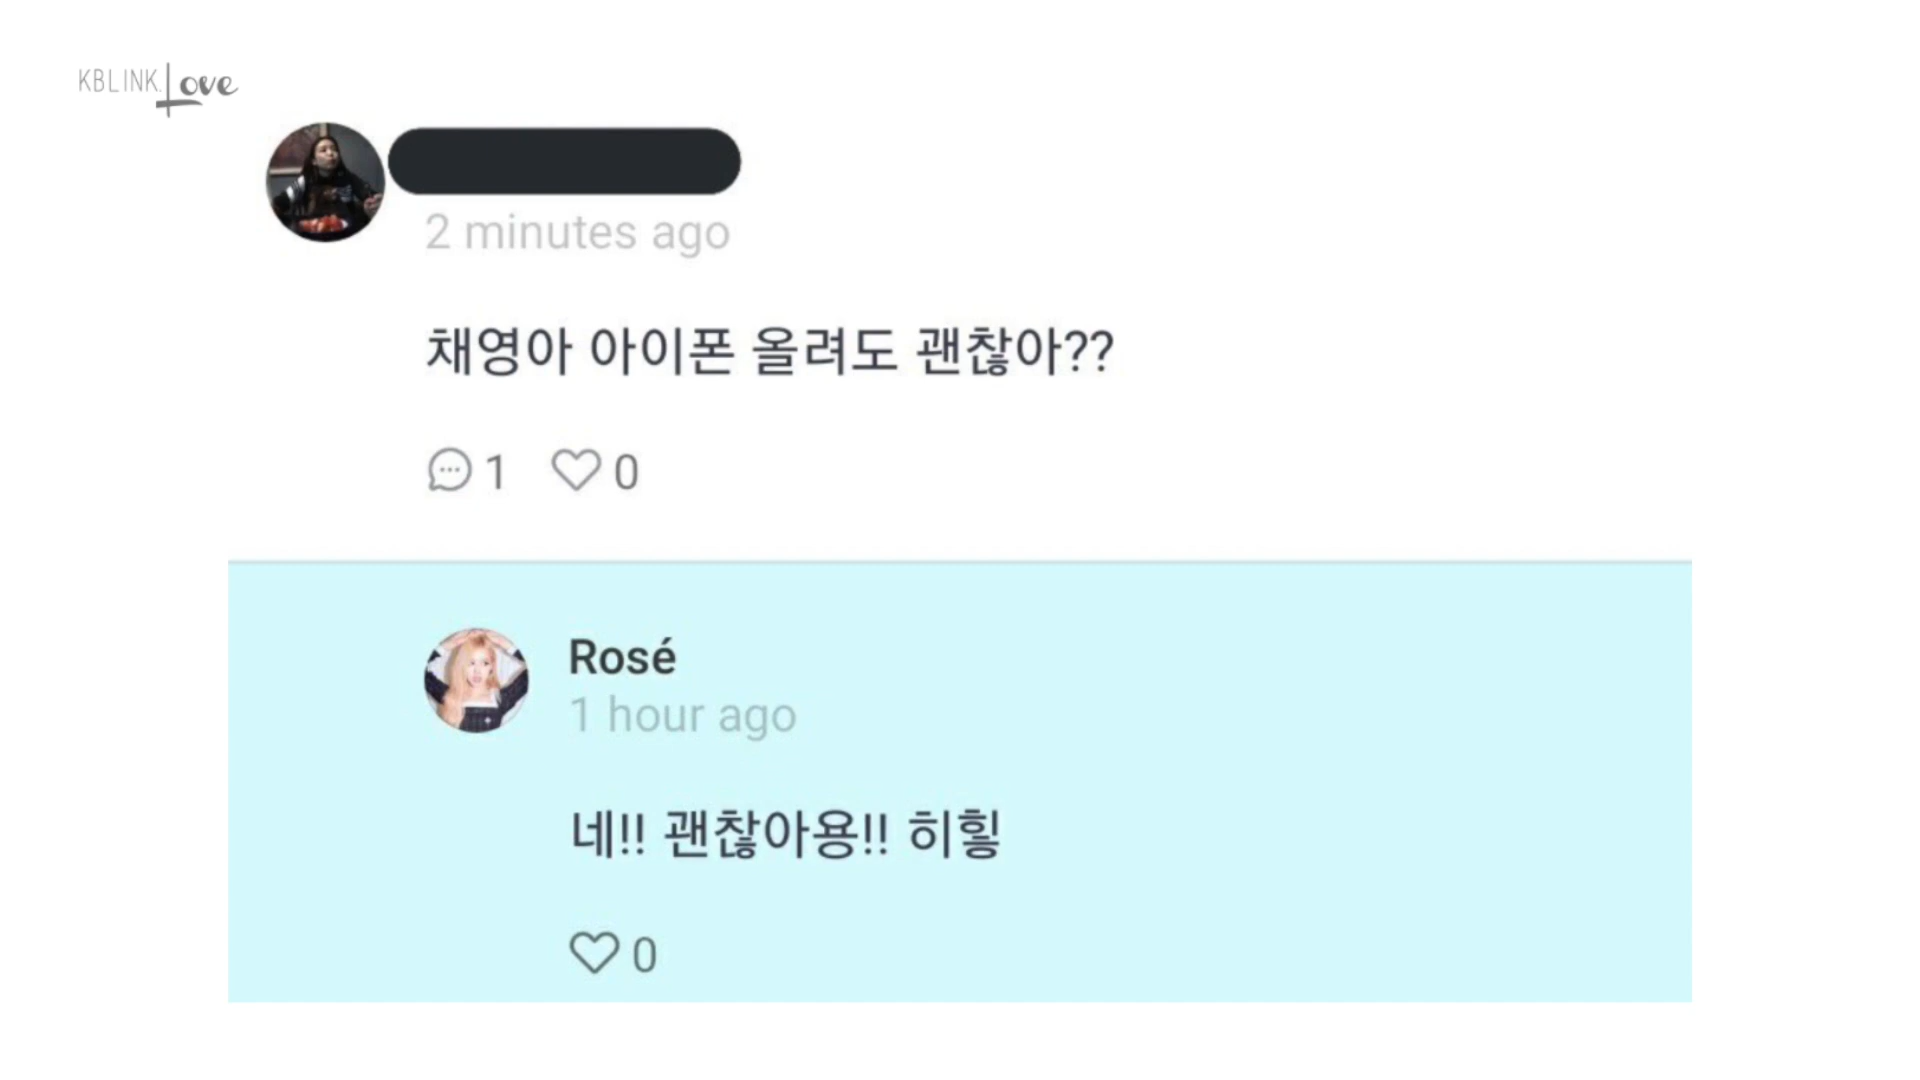 KBLINK.Love
2 minutes ago
채영아 아이폰 올려도 괜찮아??
1 0
Rosé
1 hour ago
네!! 괜찮아용!! 히힣
0